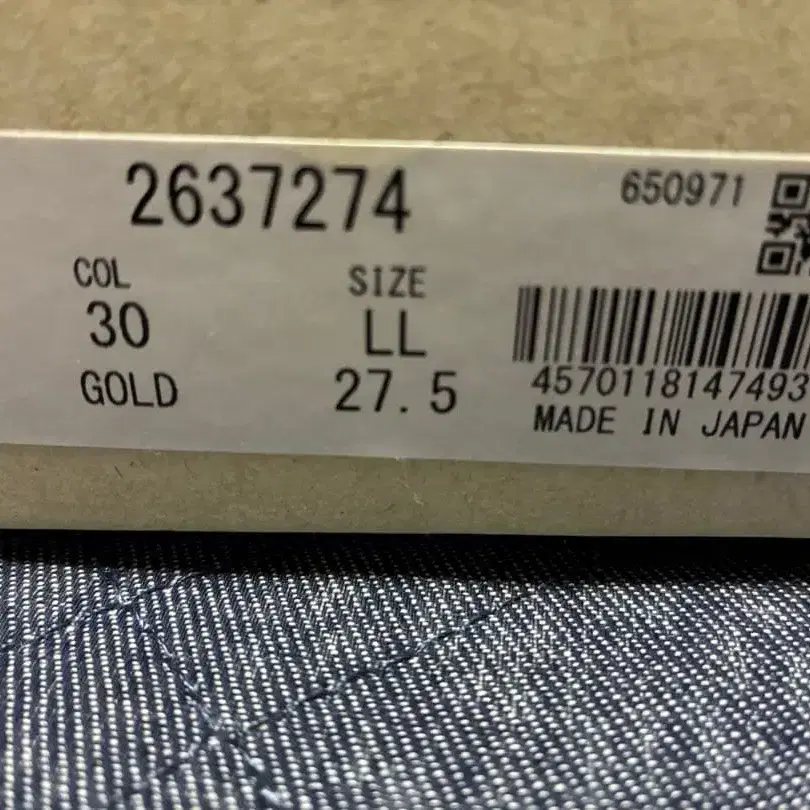 2637274
650971
COL
30
GOLD
SIZE
LL
27.5
4570118147493
MADE IN JAPAN